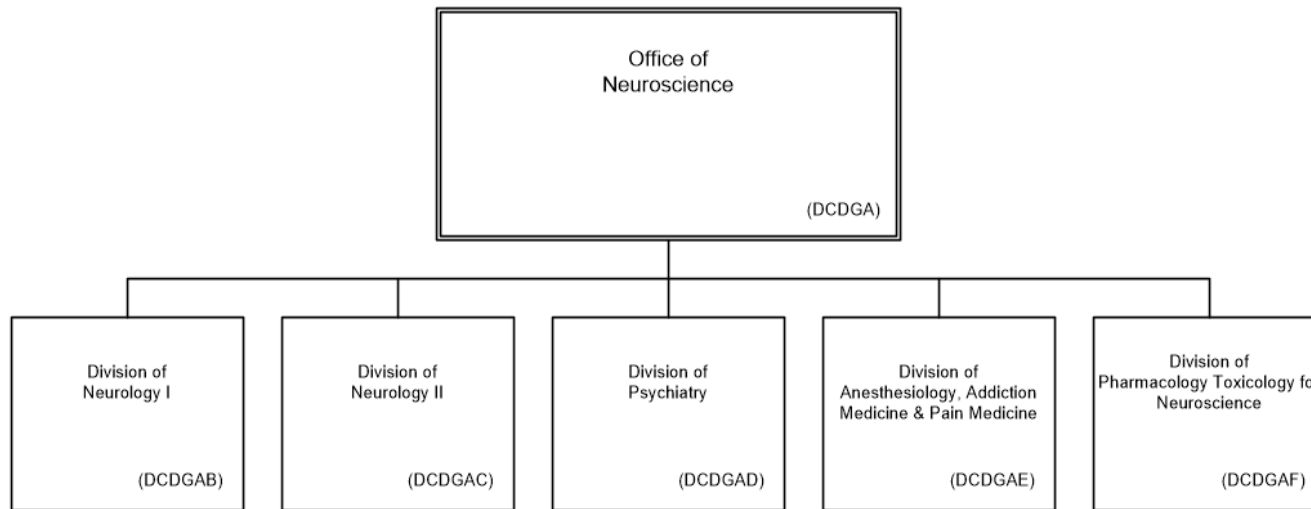 Office of
Neuroscience
(DCDGA)
Division of
Neurology I
(DCDGAB)
Division of
Neurology II
(DCDGAC)
Division of
Psychiatry
(DCDGAD)
Division of
Anesthesiology, Addiction
Medicine & Pain Medicine
(DCDGAE)
Division of
Pharmacology Toxicology fo
Neuroscience
(DCDGAF)